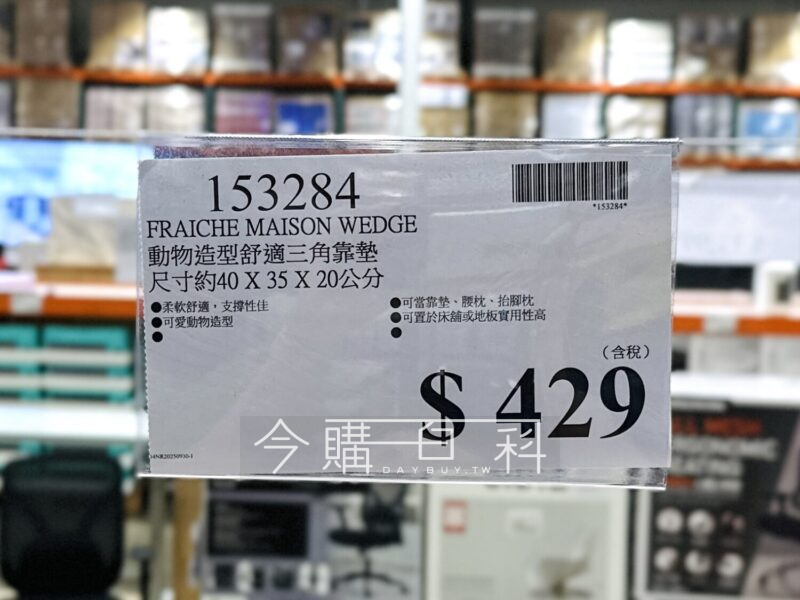 153284
*153284*
FRAICHE MAISON WEDGE
動物造型舒適三角靠墊
尺寸約40 X 35 X 20公分
●柔軟舒適，支撐性佳
●可愛動物造型
●
●可當靠墊、腰枕、抬腳枕
●可置於床舖或地板實用性高
●
（含稅）
$ 429
今購百科
DAYBUY.TW